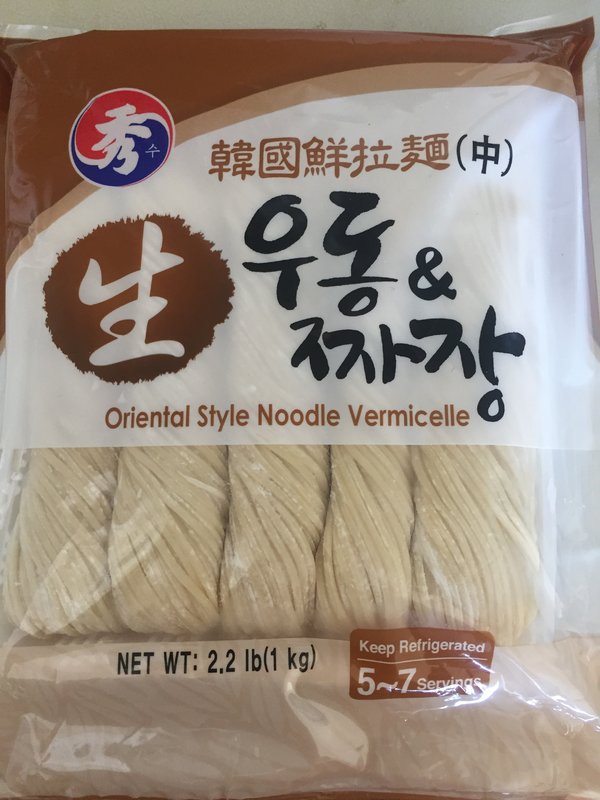 秀
수
韓國鮮拉麵(中)
生
우동 &
짜장
Oriental Style Noodle Vermicelle
NET WT: 2.2 lb(1 kg)
Keep Refrigerated
5~7 Servings